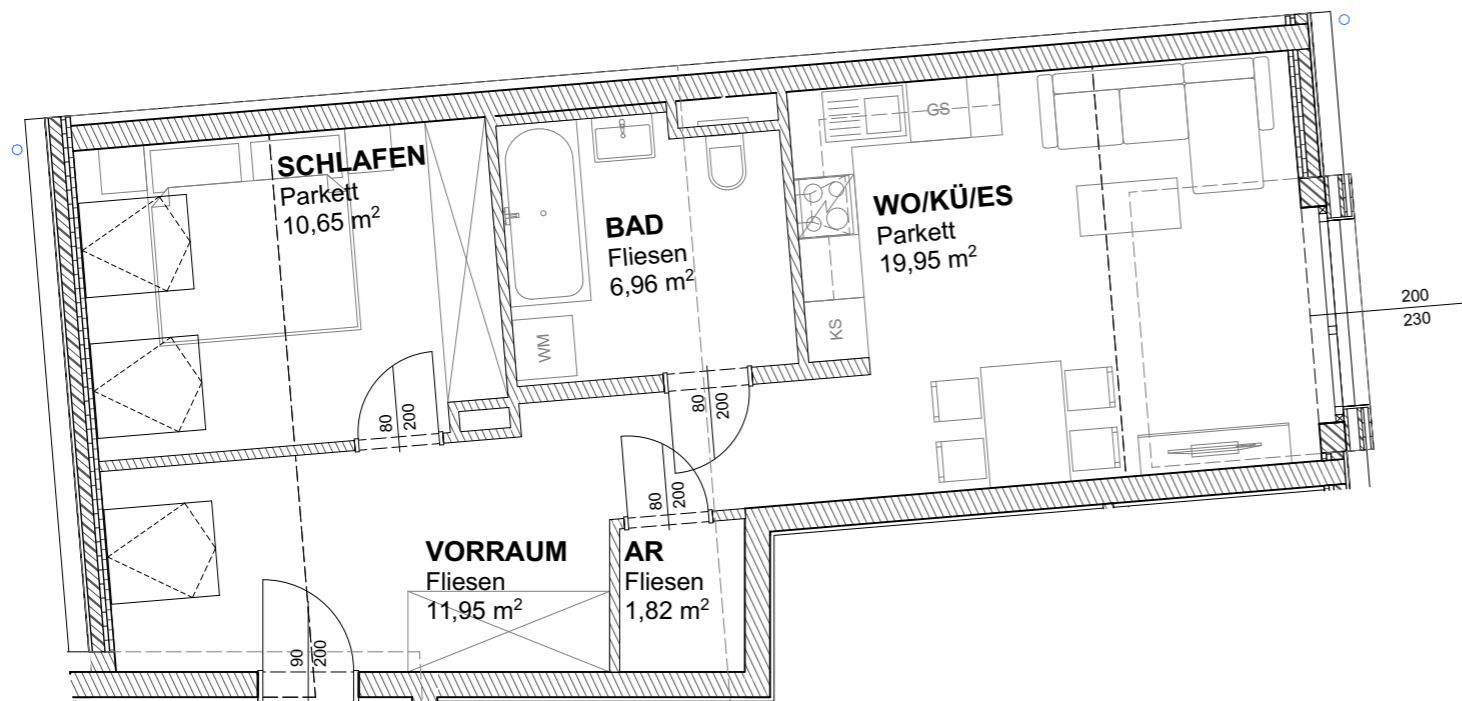 SCHLAFEN
Parkett
10,65 m²
BAD
Fliesen
6,96 m²
WO/KÜ/ES
Parkett
19,95 m²
GS
KS
WM
200
230
80
200
80
200
80
200
VORRAUM
Fliesen
11,95 m²
AR
Fliesen
1,82 m²
90
200